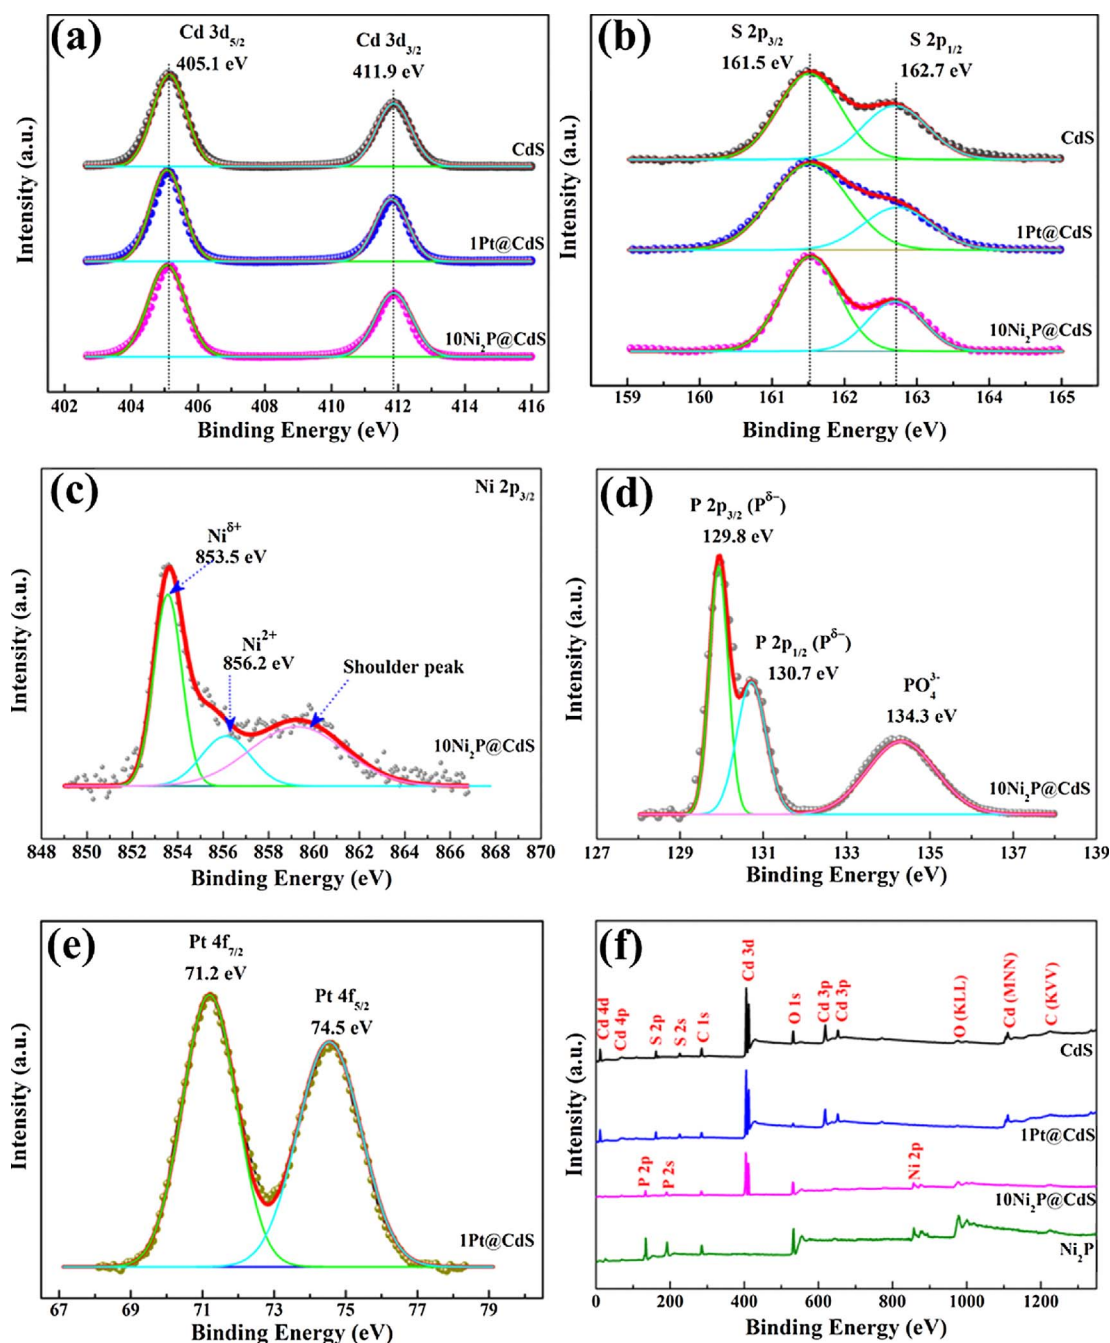 (a)
Cd 3d5/2
405.1 eV
Cd 3d3/2
411.9 eV
CdS
1Pt@CdS
10Ni2P@CdS
Intensity (a.u.)
402 404 406 408 410 412 414 416
Binding Energy (eV)
(b)
S 2p3/2
161.5 eV
S 2p1/2
162.7 eV
CdS
1Pt@CdS
10Ni2P@CdS
Intensity (a.u.)
159 160 161 162 163 164 165
Binding Energy (eV)
(c)
Ni 2p3/2
Niδ+
853.5 eV
Ni2+
856.2 eV
Shoulder peak
10Ni2P@CdS
Intensity (a.u.)
848 850 852 854 856 858 860 862 864 866 868 870
Binding Energy (eV)
(d)
P 2p3/2 (Pδ−)
129.8 eV
P 2p1/2 (Pδ−)
130.7 eV
PO43-
134.3 eV
10Ni2P@CdS
Intensity (a.u.)
127 129 131 133 135 137 139
Binding Energy (eV)
(e)
Pt 4f7/2
71.2 eV
Pt 4f5/2
74.5 eV
1Pt@CdS
Intensity (a.u.)
67 69 71 73 75 77 79
Binding Energy (eV)
(f)
Cd 4d
Cd 4p
S 2p
S 2s
C 1s
Cd 3d
O 1s
Cd 3p
Cd 3p
O (KLL)
Cd (MNN)
C (KVV)
CdS
1Pt@CdS
P 2p
P 2s
Ni 2p
10Ni2P@CdS
Ni2P
Intensity (a.u.)
0 200 400 600 800 1000 1200
Binding Energy (eV)